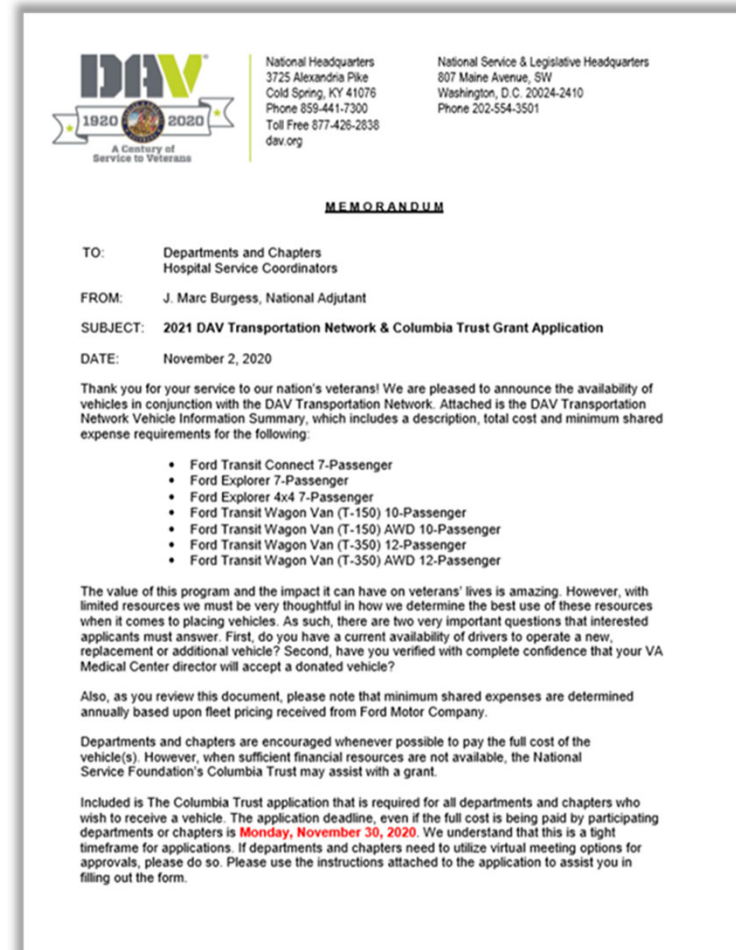 DAV
1920 2020
A Century of
Service to Veterans
National Headquarters
3725 Alexandria Pike
Cold Spring, KY 41076
Phone 859-441-7300
Toll Free 877-426-2838
dav.org
National Service & Legislative Headquarters
807 Maine Avenue, SW
Washington, D.C. 20024-2410
Phone 202-554-3501
MEMORANDUM
TO: Departments and Chapters
Hospital Service Coordinators
FROM: J. Marc Burgess, National Adjutant
SUBJECT: 2021 DAV Transportation Network & Columbia Trust Grant Application
DATE: November 2, 2020
Thank you for your service to our nation's veterans! We are pleased to announce the availability of
vehicles in conjunction with the DAV Transportation Network. Attached is the DAV Transportation
Network Vehicle Information Summary, which includes a description, total cost and minimum shared
expense requirements for the following:
• Ford Transit Connect 7-Passenger
• Ford Explorer 7-Passenger
• Ford Explorer 4x4 7-Passenger
• Ford Transit Wagon Van (T-150) 10-Passenger
• Ford Transit Wagon Van (T-150) AWD 10-Passenger
• Ford Transit Wagon Van (T-350) 12-Passenger
• Ford Transit Wagon Van (T-350) AWD 12-Passenger
The value of this program and the impact it can have on veterans' lives is amazing. However, with
limited resources we must be very thoughtful in how we determine the best use of these resources
when it comes to placing vehicles. As such, there are two very important questions that interested
applicants must answer. First, do you have a current availability of drivers to operate a new,
replacement or additional vehicle? Second, have you verified with complete confidence that your VA
Medical Center director will accept a donated vehicle?
Also, as you review this document, please note that minimum shared expenses are determined
annually based upon fleet pricing received from Ford Motor Company.
Departments and chapters are encouraged whenever possible to pay the full cost of the
vehicle(s). However, when sufficient financial resources are not available, the National
Service Foundation's Columbia Trust may assist with a grant.
Included is The Columbia Trust application that is required for all departments and chapters who
wish to receive a vehicle. The application deadline, even if the full cost is being paid by participating
departments or chapters is Monday, November 30, 2020. We understand that this is a tight
timeframe for applications. If departments and chapters need to utilize virtual meeting options for
approvals, please do so. Please use the instructions attached to the application to assist you in
filling out the form.